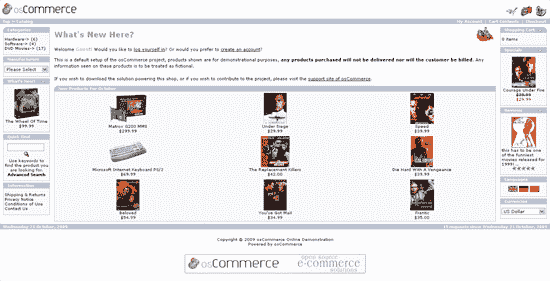 osCommerce
Top » Catalog
My Account | Cart Contents | Checkout
Categories
Hardware-> (6)
Software-> (4)
DVD Movies-> (17)
Manufacturers
Please Select
What's New?
The Wheel Of Time
$99.99
Quick Find
Use keywords to
find the product you
are looking for.
Advanced Search
Information
Shipping & Returns
Privacy Notice
Conditions of Use
Contact Us
What's New Here?
Welcome Guest! Would you like to log yourself in? Or would you prefer to create an account?
This is a default setup of the osCommerce project, products shown are for demonstrational purposes, any products purchased will not be delivered nor will the customer be billed. Any
information seen on these products is to be treated as fictional.
If you wish to download the solution powering this shop, or if you wish to contribute to the project, please visit the support site of osCommerce.
New Products For October
Matrox G200 MMS
$299.99
Under Siege
$29.99
Speed
$39.99
Microsoft Internet Keyboard PS/2
$69.99
The Replacement Killers
$42.00
Die Hard With A Vengeance
$39.99
Beloved
$54.99
You've Got Mail
$34.99
Frantic
$35.00
Shopping Cart
0 items
Specials
Courage Under Fire
$29.99
Reviews
this has to be one
of the funniest
movies released for
1999! ..
Languages
Currencies
US Dollar
Wednesday 21 October, 2009
Copyright © 2009 osCommerce Online Demonstration
Powered by osCommerce
osCommerce
open source
e-commerce
solutions